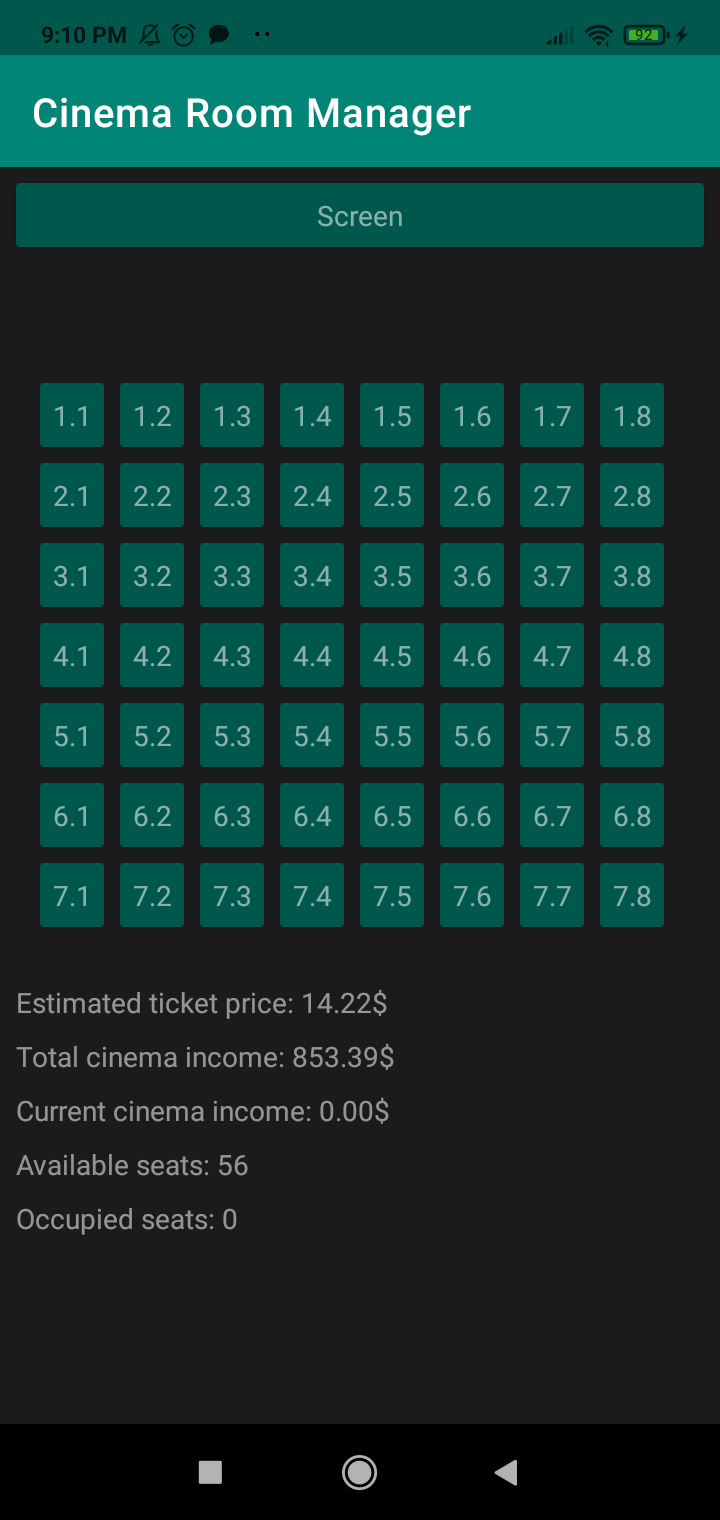 9:10 PM 92
Cinema Room Manager
Screen
1.1 1.2 1.3 1.4 1.5 1.6 1.7 1.8
2.1 2.2 2.3 2.4 2.5 2.6 2.7 2.8
3.1 3.2 3.3 3.4 3.5 3.6 3.7 3.8
4.1 4.2 4.3 4.4 4.5 4.6 4.7 4.8
5.1 5.2 5.3 5.4 5.5 5.6 5.7 5.8
6.1 6.2 6.3 6.4 6.5 6.6 6.7 6.8
7.1 7.2 7.3 7.4 7.5 7.6 7.7 7.8
Estimated ticket price: 14.22$
Total cinema income: 853.39$
Current cinema income: 0.00$
Available seats: 56
Occupied seats: 0